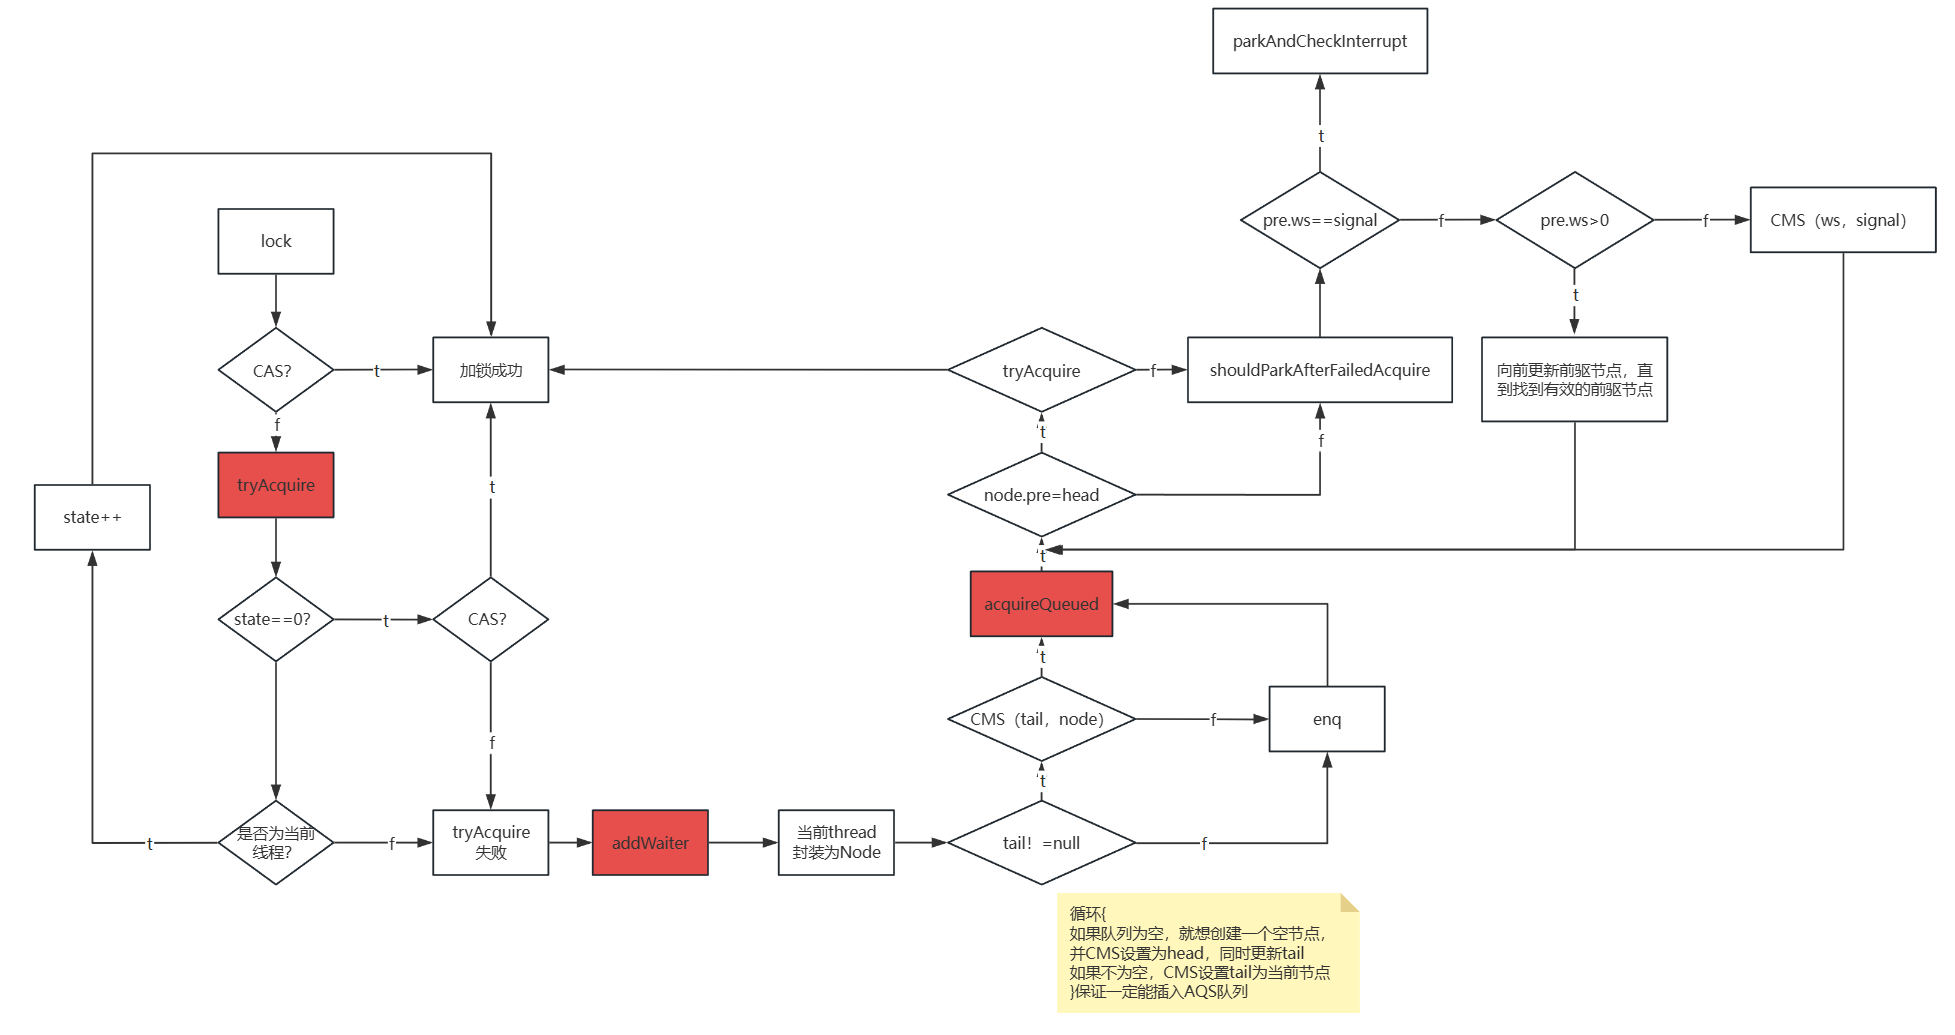 parkAndCheckInterrupt
t
pre.ws==signal
f
pre.ws>0
f
CMS（ws，signal）
lock
t
CAS?
t
加锁成功
tryAcquire
f
shouldParkAfterFailedAcquire
向前更新前驱节点，直
到找到有效的前驱节点
f
t
f
tryAcquire
state++
t
node.pre=head
t
acquireQueued
state==0?
t
CAS?
t
CMS（tail，node）
f
enq
f
t
是否为当前
线程?
t
f
tryAcquire
失败
addWaiter
当前thread
封装为Node
tail！=null
f
循环{
如果队列为空，就想创建一个空节点，
并CMS设置为head，同时更新tail
如果不为空，CMS设置tail为当前节点
}保证一定能插入AQS队列